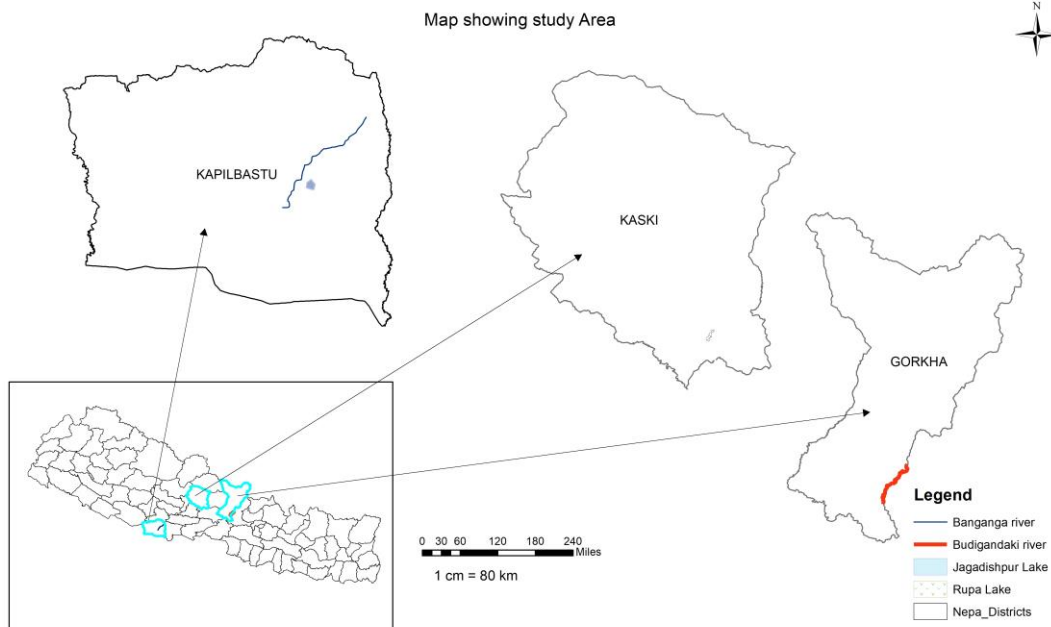 Map showing study Area
N
KAPILBASTU
KASKI
GORKHA
Legend
Banganga river
Budigandaki river
Jagadishpur Lake
Rupa Lake
Nepa_Districts
0 30 60 120 180 240
Miles
1 cm = 80 km